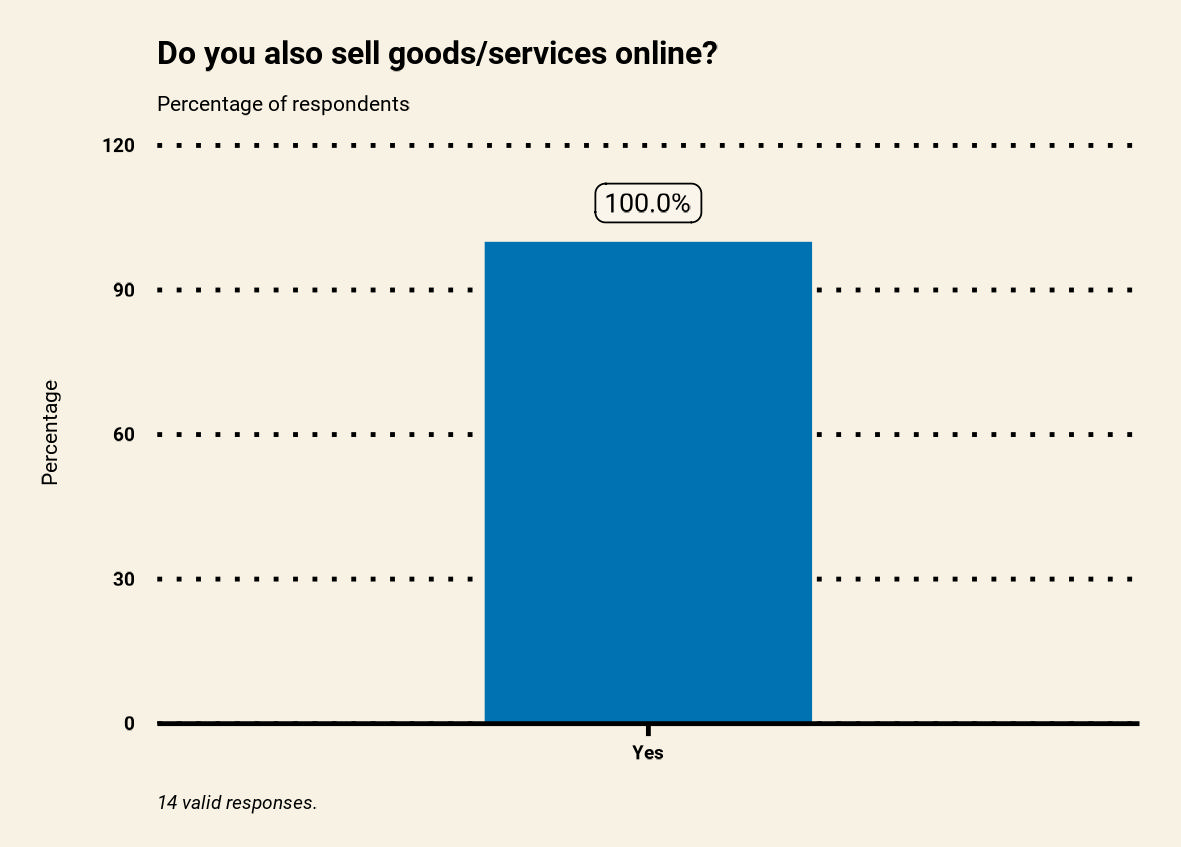 Do you also sell goods/services online?
Percentage of respondents
120
100.0%
90
60
30
0
Percentage
Yes
14 valid responses.